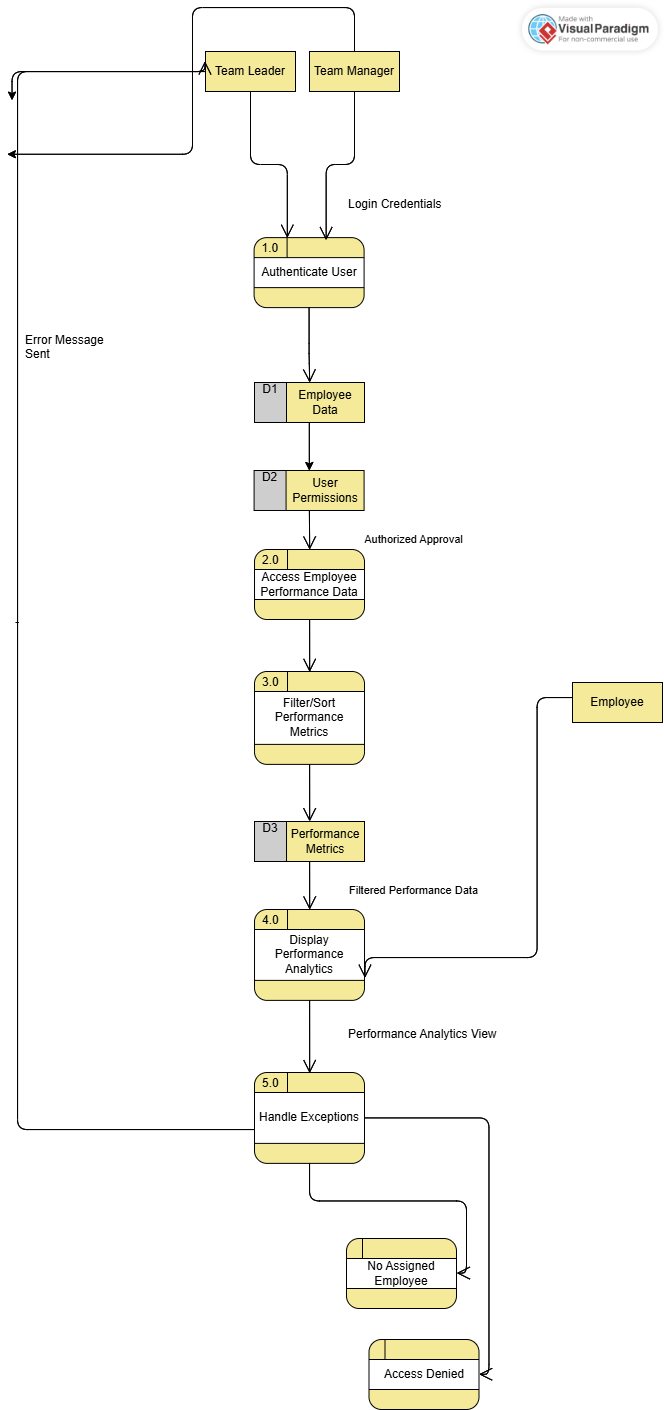 Made with
VisualParadigm
For non-commercial use
Team Leader
Team Manager
Login Credentials
1.0
Authenticate User
Error Message
Sent
D1
Employee
Data
D2
User
Permissions
Authorized Approval
2.0
Access Employee
Performance Data
3.0
Filter/Sort
Performance
Metrics
Employee
D3
Performance
Metrics
Filtered Performance Data
4.0
Display
Performance
Analytics
Performance Analytics View
5.0
Handle Exceptions
No Assigned
Employee
Access Denied